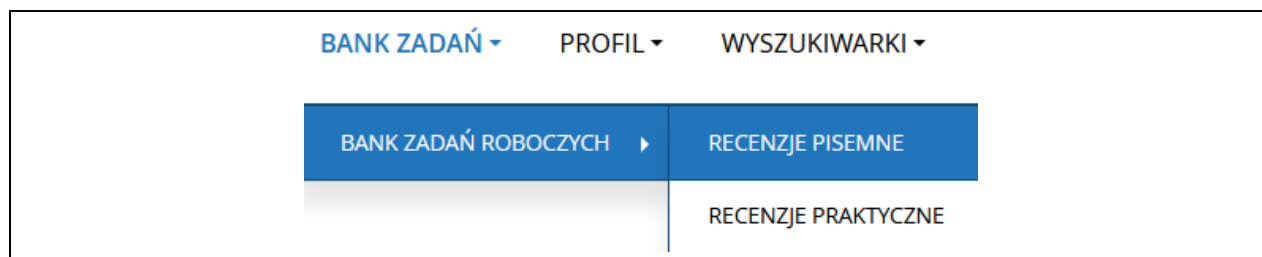 BANK ZADAŃ PROFIL WYSZUKIWARKI
BANK ZADAŃ ROBOCZYCH RECENZJE PISEMNE
RECENZJE PRAKTYCZNE